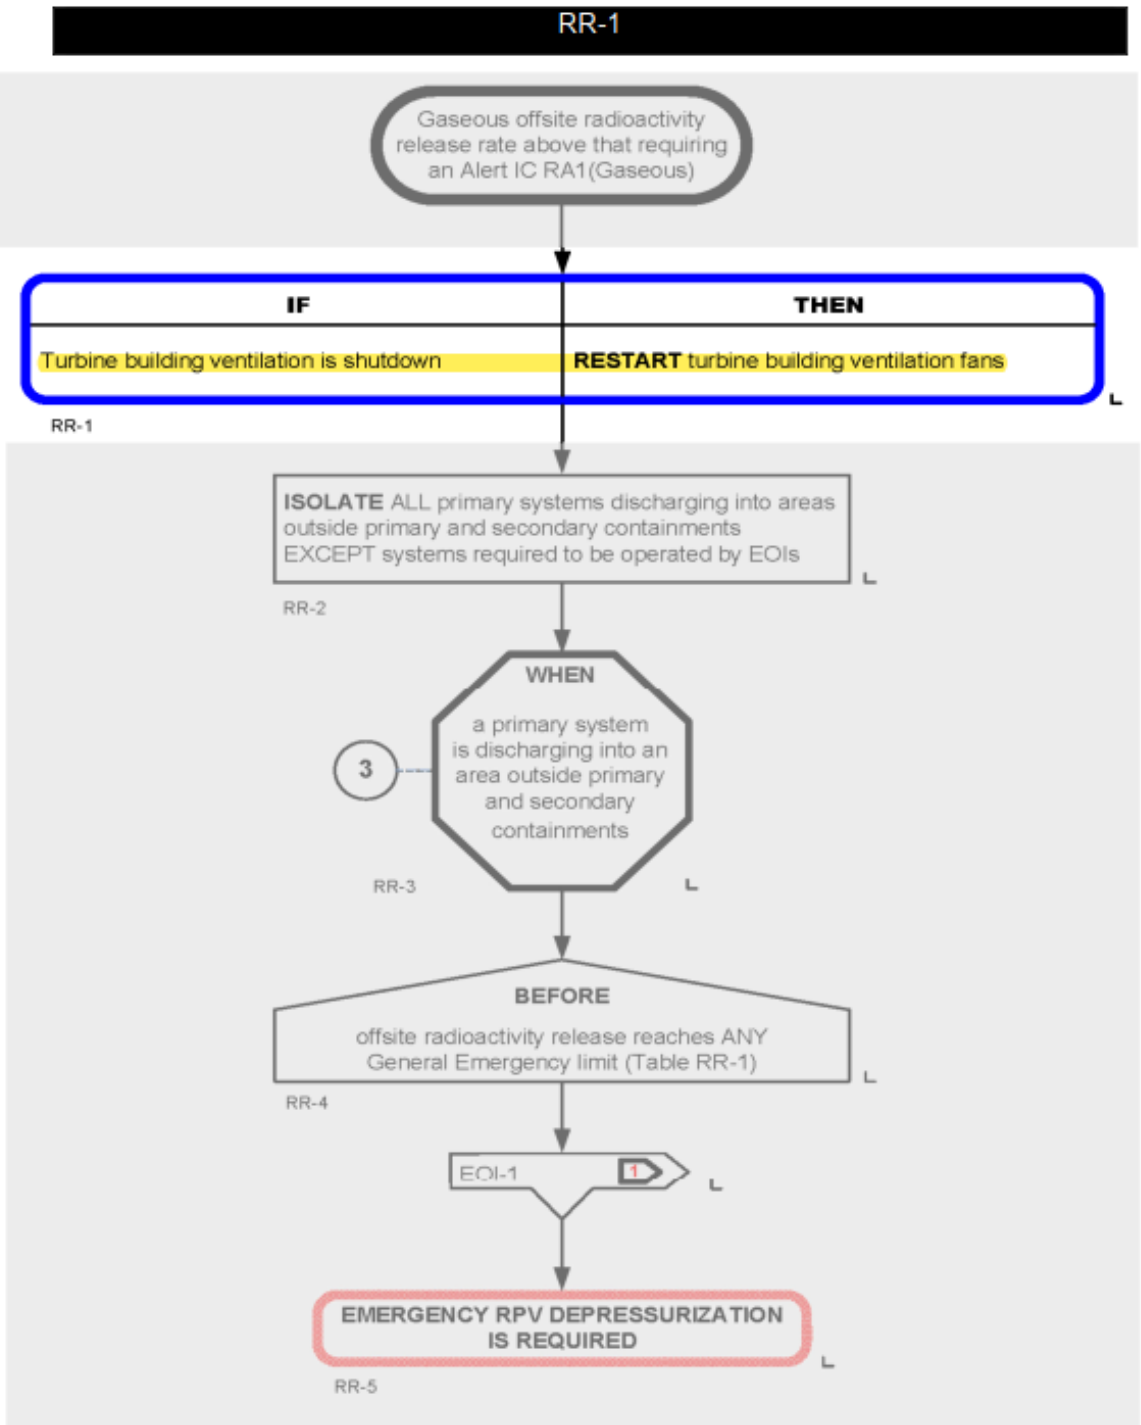 RR-1
Gaseous offsite radioactivity
release rate above that requiring
an Alert IC RA1(Gaseous)
IF
THEN
Turbine building ventilation is shutdown
RESTART turbine building ventilation fans
L
RR-1
ISOLATE ALL primary systems discharging into areas
outside primary and secondary containments
EXCEPT systems required to be operated by EOIs
L
RR-2
WHEN
a primary system
is discharging into an
area outside primary
and secondary
containments
3
RR-3
L
BEFORE
offsite radioactivity release reaches ANY
General Emergency limit (Table RR-1)
L
RR-4
EOI-1
1
L
EMERGENCY RPV DEPRESSURIZATION
IS REQUIRED
L
RR-5